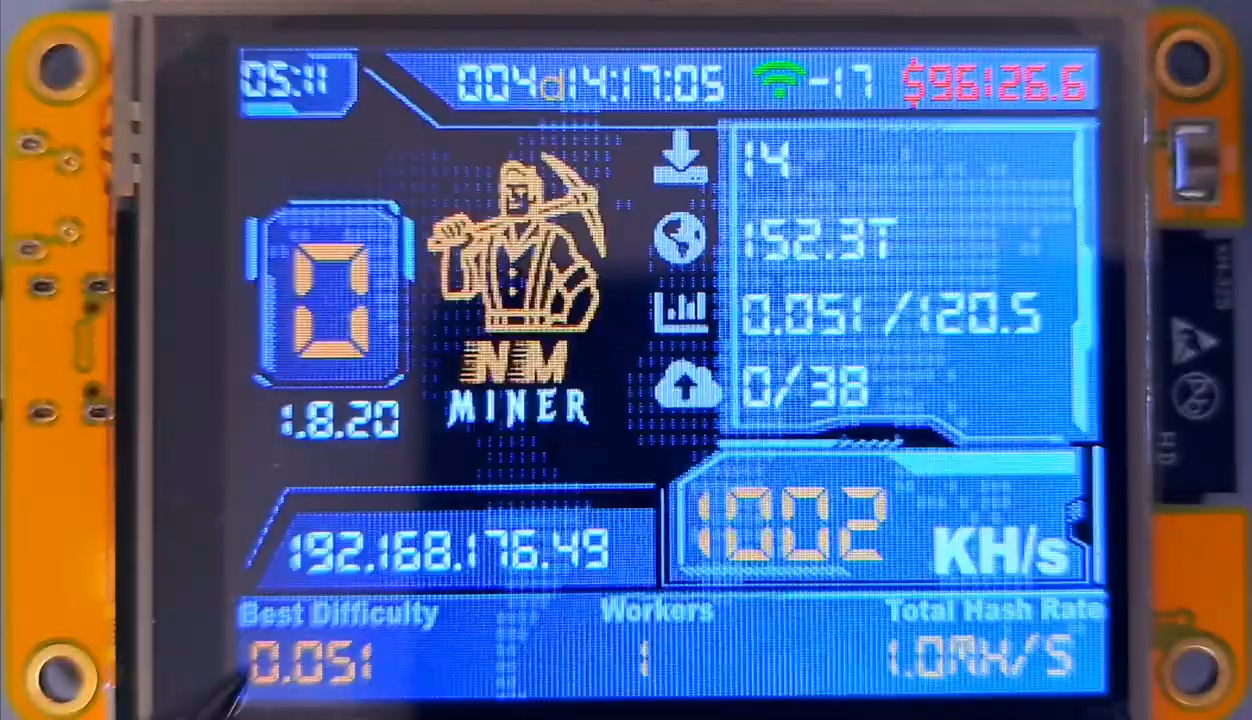 05:11 004d14:17:05 -17 $96126.6
14
152.3T
0.051 /120.5
0/38
0
NM
MINER
1.8.20
1002 KH/s
192.168.176.49
Best Difficulty Workers Total Hash Rate
0.051 1 1.0MH/S